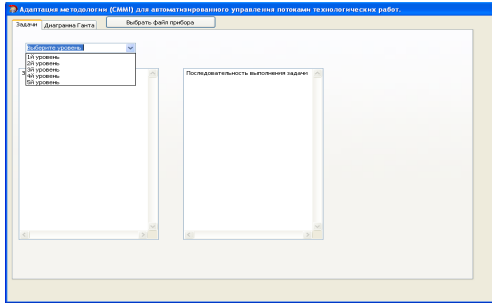 Адаптация методологии (CMMI) для автоматизированного управления потоками технологических работ.
Задачи Диаграмма Ганта Выбрать файл прибора
Выберите уровень
1й уровень
2й уровень
3й уровень
4й уровень
5й уровень
Последовательность выполнения задачи